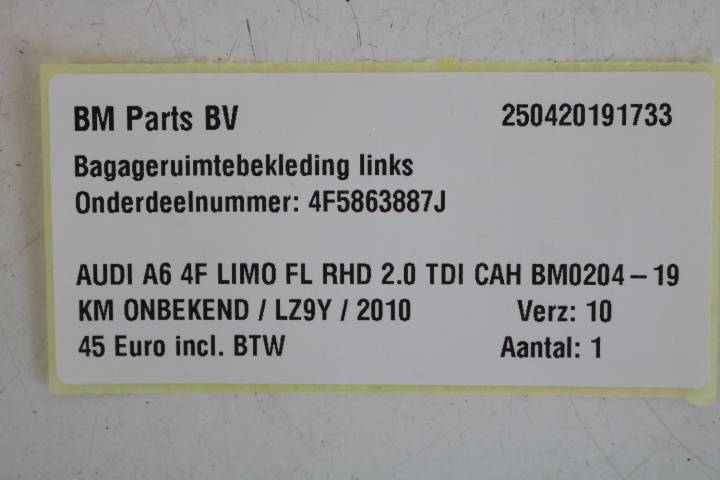 BM Parts BV 250420191733
Bagageruimtebekleding links
Onderdeelnummer: 4F5863887J
AUDI A6 4F LIMO FL RHD 2.0 TDI CAH BM0204-19
KM ONBEKEND / LZ9Y / 2010 Verz: 10
45 Euro incl. BTW Aantal: 1